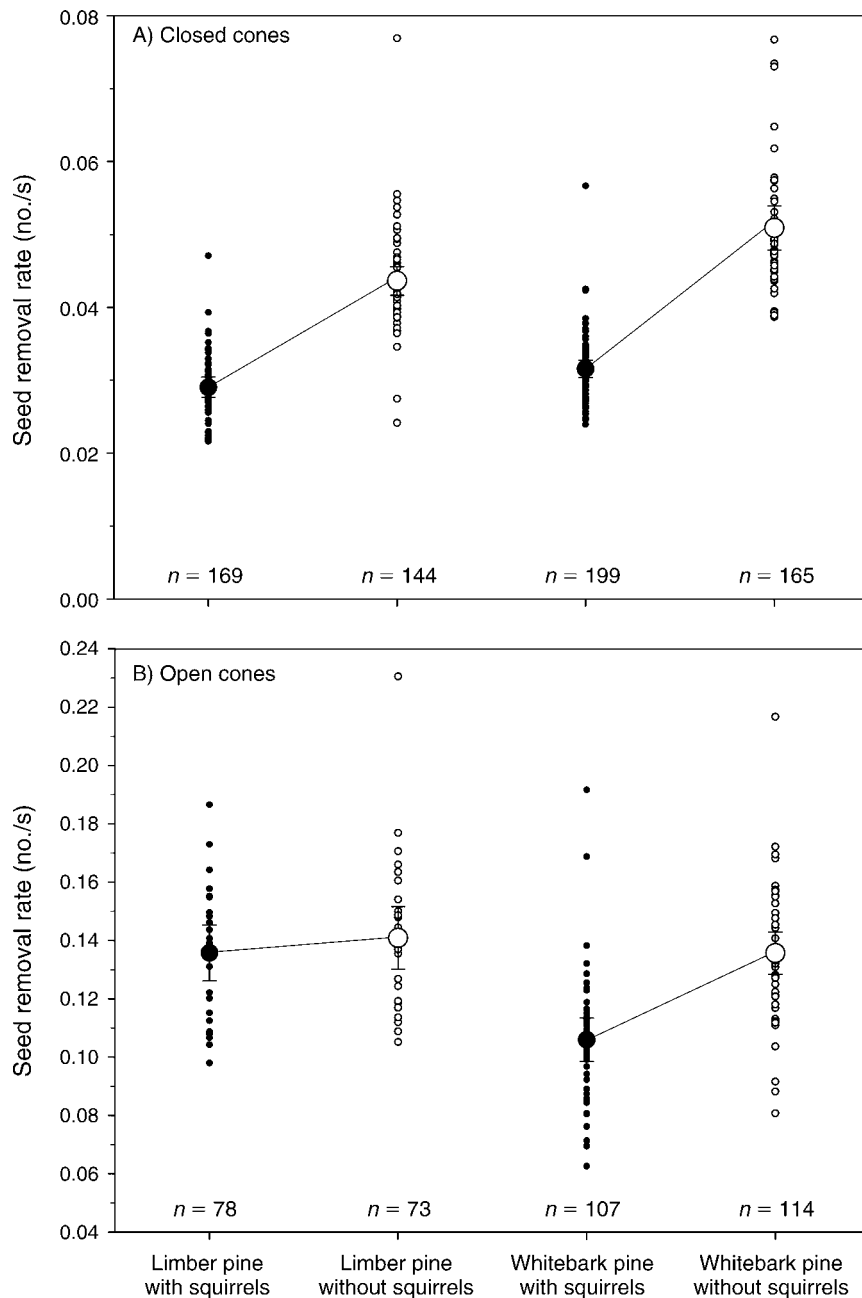 A) Closed cones
Seed removal rate (no./s)
0.08
0.06
0.04
0.02
0.00
n = 169
n = 144
n = 199
n = 165
B) Open cones
Seed removal rate (no./s)
0.24
0.22
0.20
0.18
0.16
0.14
0.12
0.10
0.08
0.06
0.04
n = 78
n = 73
n = 107
n = 114
Limber pine
with squirrels
Limber pine
without squirrels
Whitebark pine
with squirrels
Whitebark pine
without squirrels